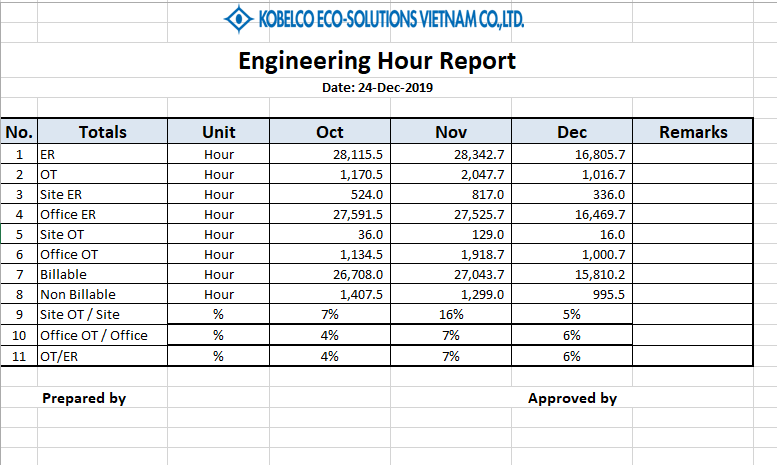 KOBELCO ECO-SOLUTIONS VIETNAM CO.,LTD.
Engineering Hour Report
Date: 24-Dec-2019
No. Totals Unit Oct Nov Dec Remarks
1 ER Hour 28,115.5 28,342.7 16,805.7
2 OT Hour 1,170.5 2,047.7 1,016.7
3 Site ER Hour 524.0 817.0 336.0
4 Office ER Hour 27,591.5 27,525.7 16,469.7
5 Site OT Hour 36.0 129.0 16.0
6 Office OT Hour 1,134.5 1,918.7 1,000.7
7 Billable Hour 26,708.0 27,043.7 15,810.2
8 Non Billable Hour 1,407.5 1,299.0 995.5
9 Site OT / Site % 7% 16% 5%
10 Office OT / Office % 4% 7% 6%
11 OT/ER % 4% 7% 6%
Prepared by Approved by